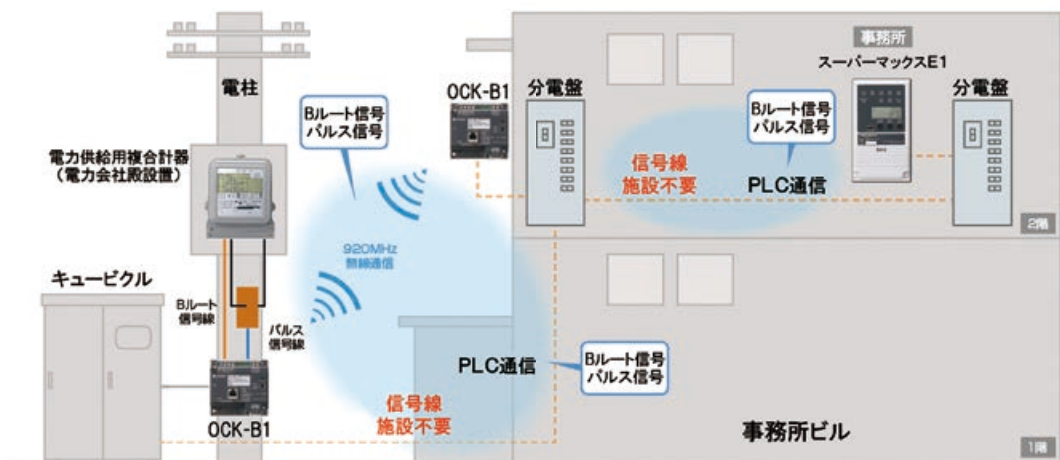 電柱
電力供給用複合計器
(電力会社殿設置)
キュービクル
Bルート
信号線
パルス
信号線
OCK-B1
Bルート信号
パルス信号
920MHz
無線通信
信号線
施設不要
PLC通信
Bルート信号
パルス信号
OCK-B1
分電盤
信号線
施設不要
PLC通信
Bルート信号
パルス信号
事務所
スーパーマックスE1
分電盤
2階
事務所ビル
1階